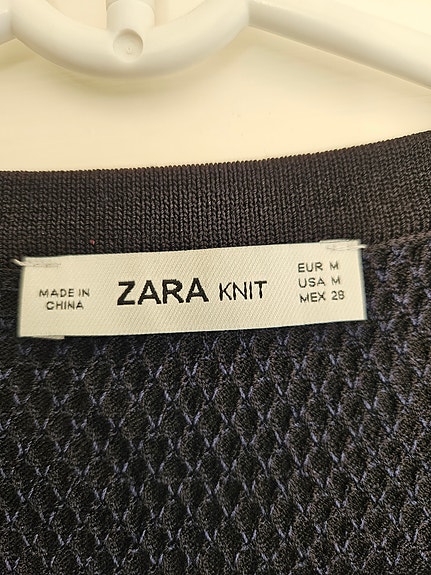 MADE IN
CHINA
ZARA KNIT
EUR M
USA M
MEX 28